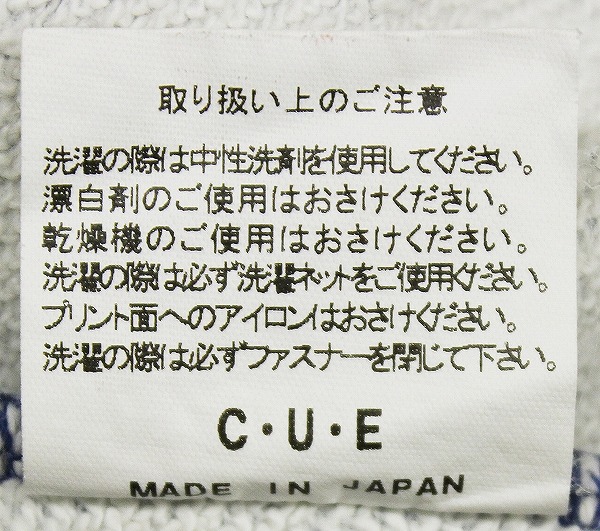 取り扱い上のご注意
洗濯の際は中性洗剤を使用してください。
漂白剤のご使用はおさけください。
乾燥機のご使用はおさけください。
洗濯の際は必ず洗濯ネットをご使用ください。
プリント面へのアイロンはおさけください。
洗濯の際は必ずファスナーを閉じて下さい。
C・U・E
MADE IN JAPAN